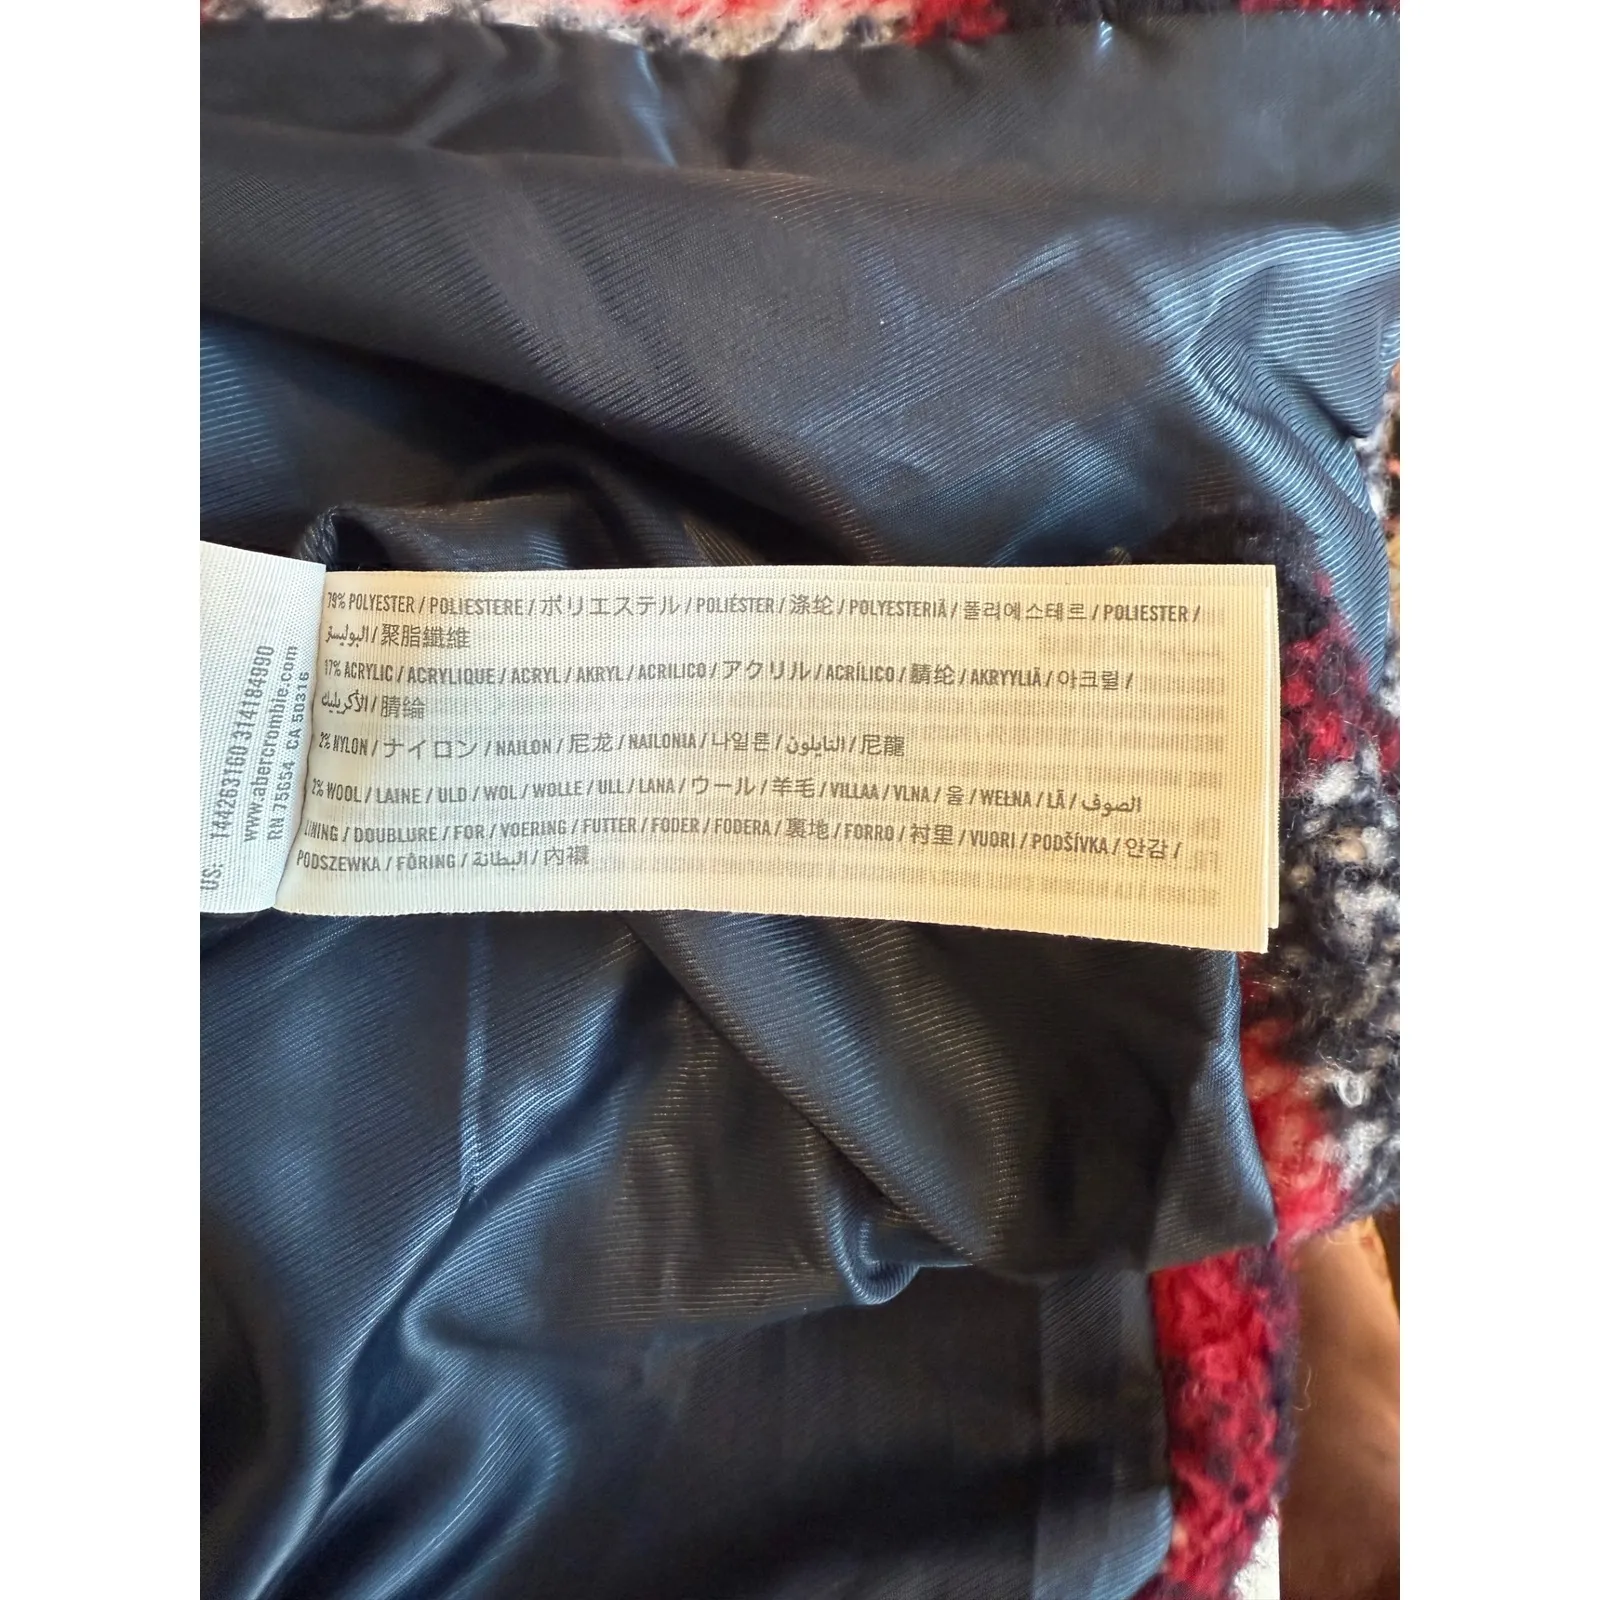 79% POLYESTER / POLIESTERE / ポリエステル / POLIÉSTER / 涤纶 / POLYESTERIÄ / 폴리에스테르 / POLIESTER /
البوليستر / 聚脂纖維
17% ACRYLIC / ACRYLIQUE / ACRYL / AKRYL / ACRILICO / アクリル / ACRÍLICO / 腈纶 / AKRYYLIÄ / 아크릴 /
الأكريليك / 腈綸
2% NYLON / ナイロン / NAILON / 尼龙 / NAILONIA / 나일론 / النايلون / 尼龍
2% WOOL / LAINE / ULD / WOL / WOLLE / ULL / LANA / ウール / 羊毛 / VILLAA / VLNA / 울 / WEŁNA / LÃ / الصوف
LINING / DOUBLURE / FOR / VOERING / FUTTER / FODER / FODERA / 裏地 / FORRO / 衬里 / VUORI / PODŠÍVKA / 안감 /
PODSZEWKA / FÔRING / البطانة / 內襯
US: 144263160 314184990
www.abercrombie.com
RN 75654 CA 50316